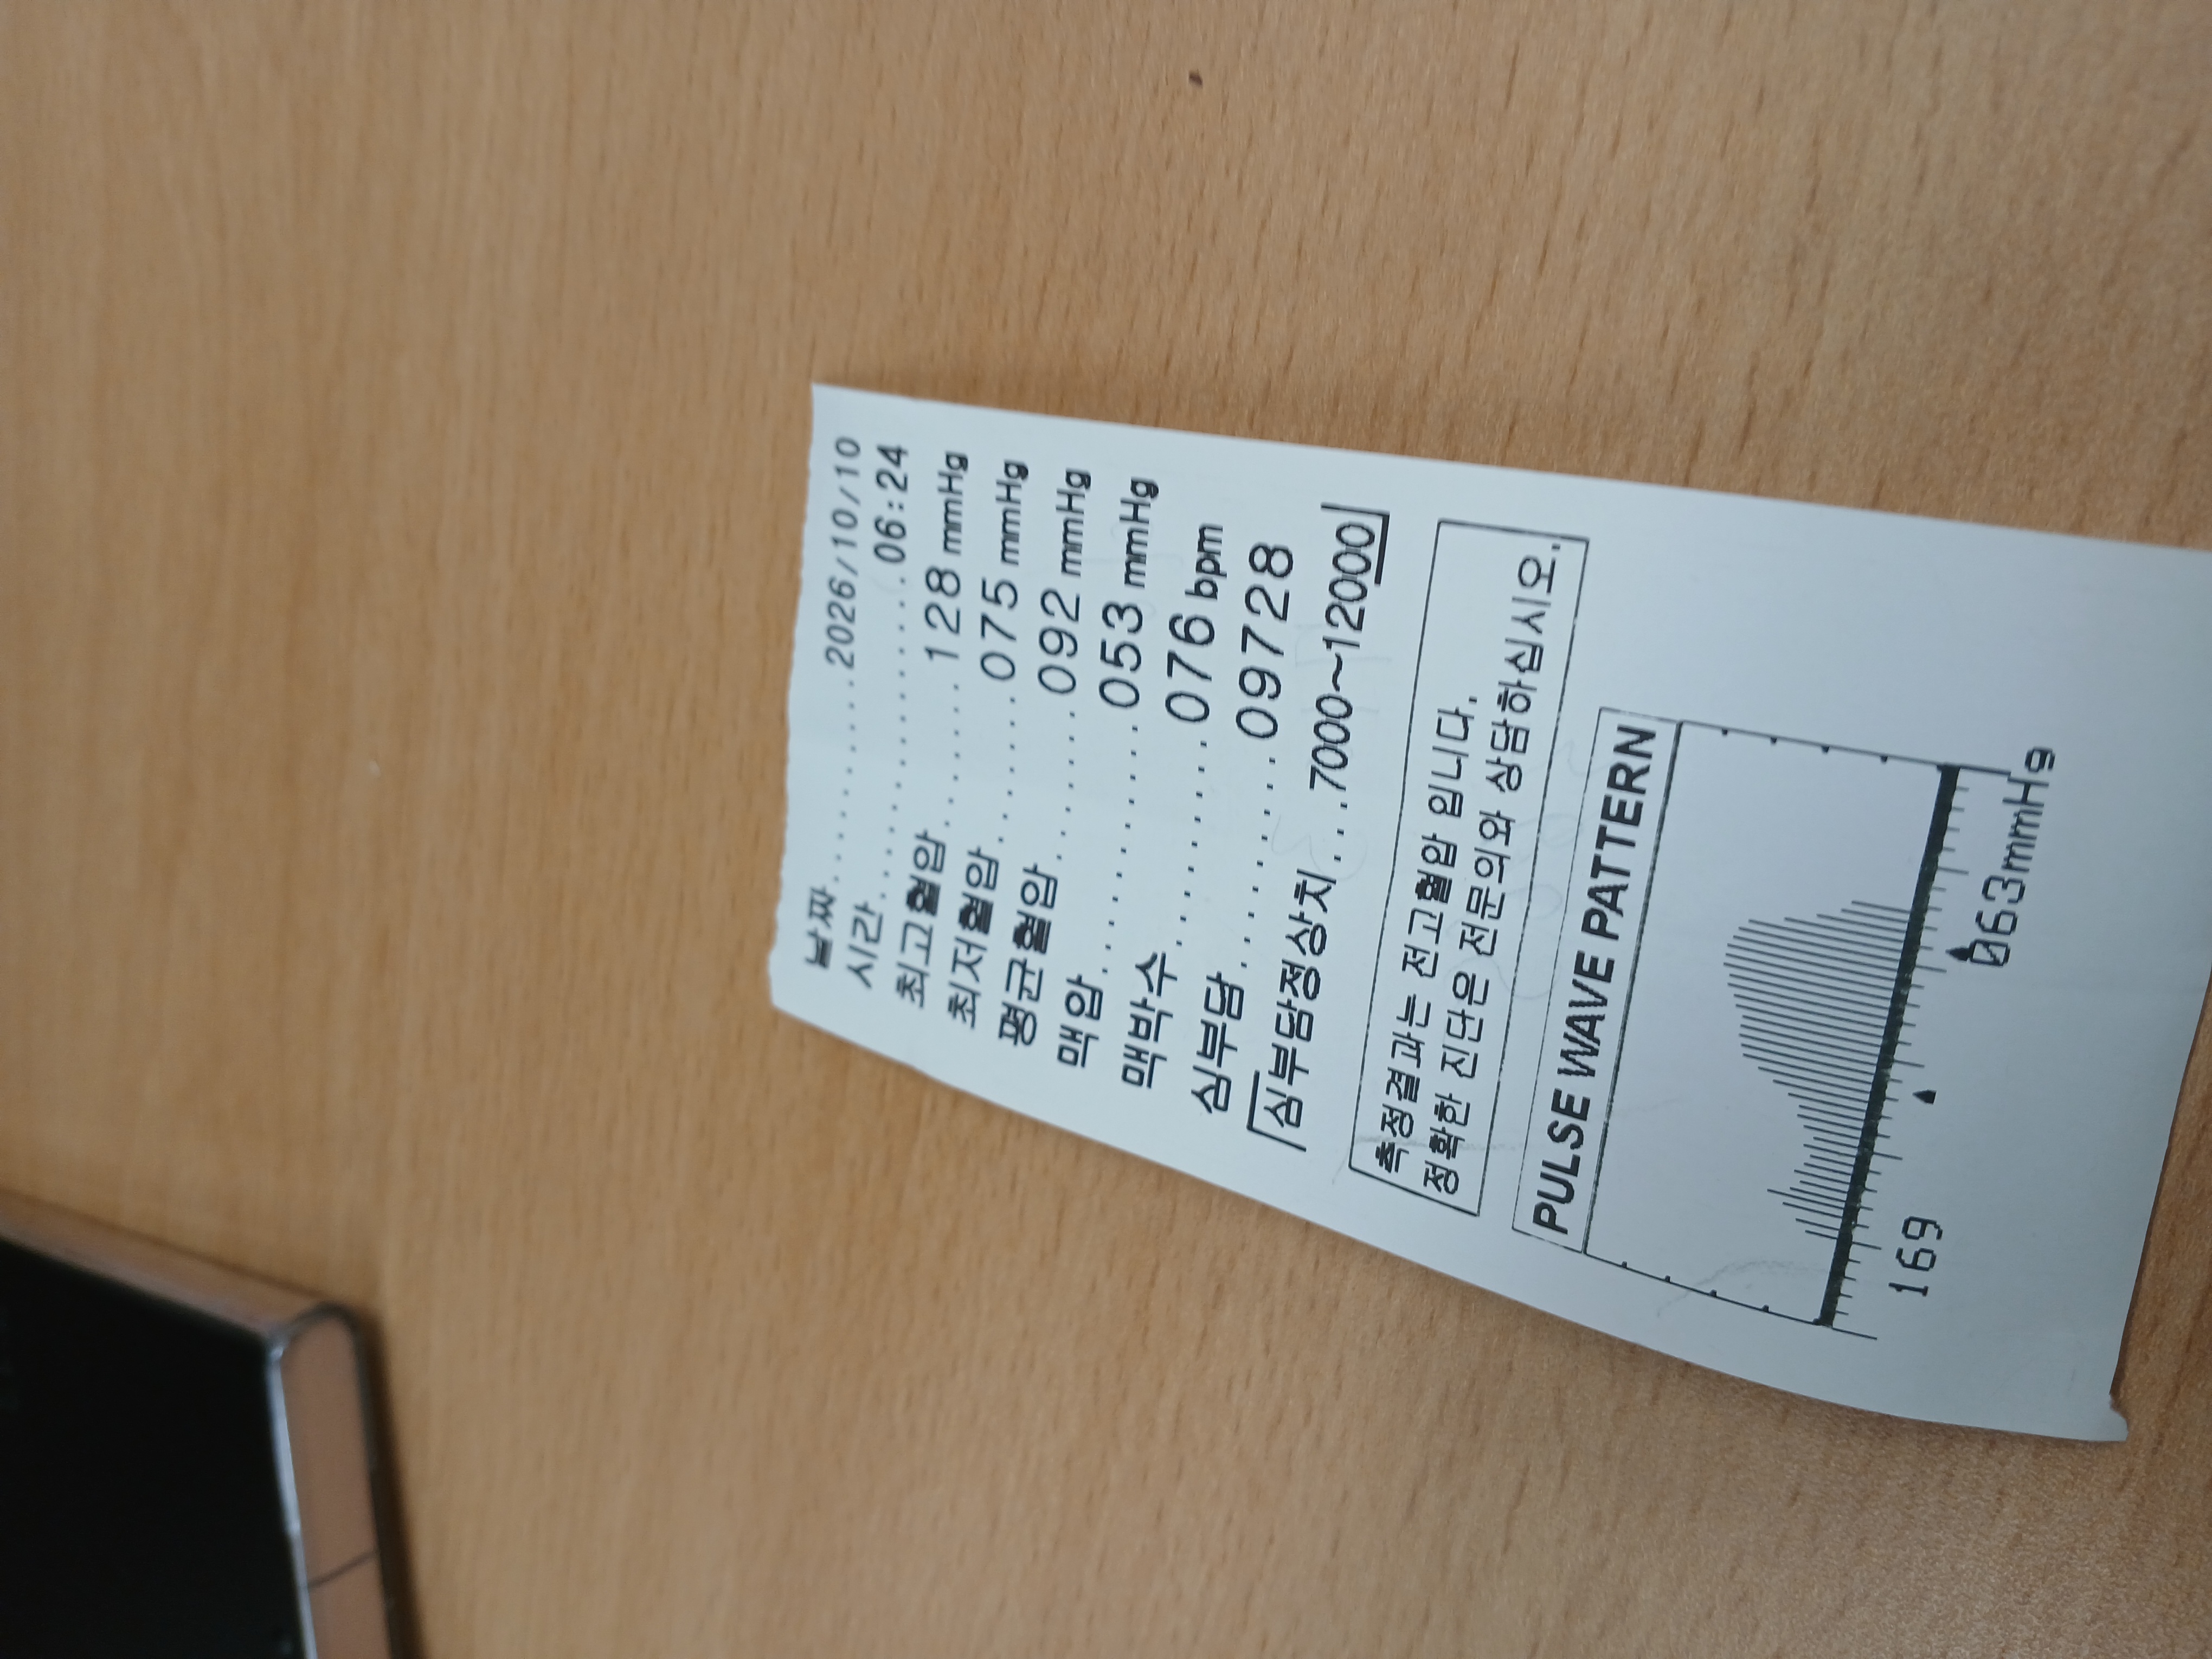 날짜..............2026/10/10
시간....................06:24
최고혈압.........128 mmHg
최저혈압.........075 mmHg
평균혈압.........092 mmHg
맥압..............053 mmHg
맥박수............076 bpm
심부담............09728
심부담정상치...7000~12000
측정결과는 전고혈압 입니다.
정확한 진단은 전문의와 상담하십시오.
PULSE WAVE PATTERN
169 063mmHg